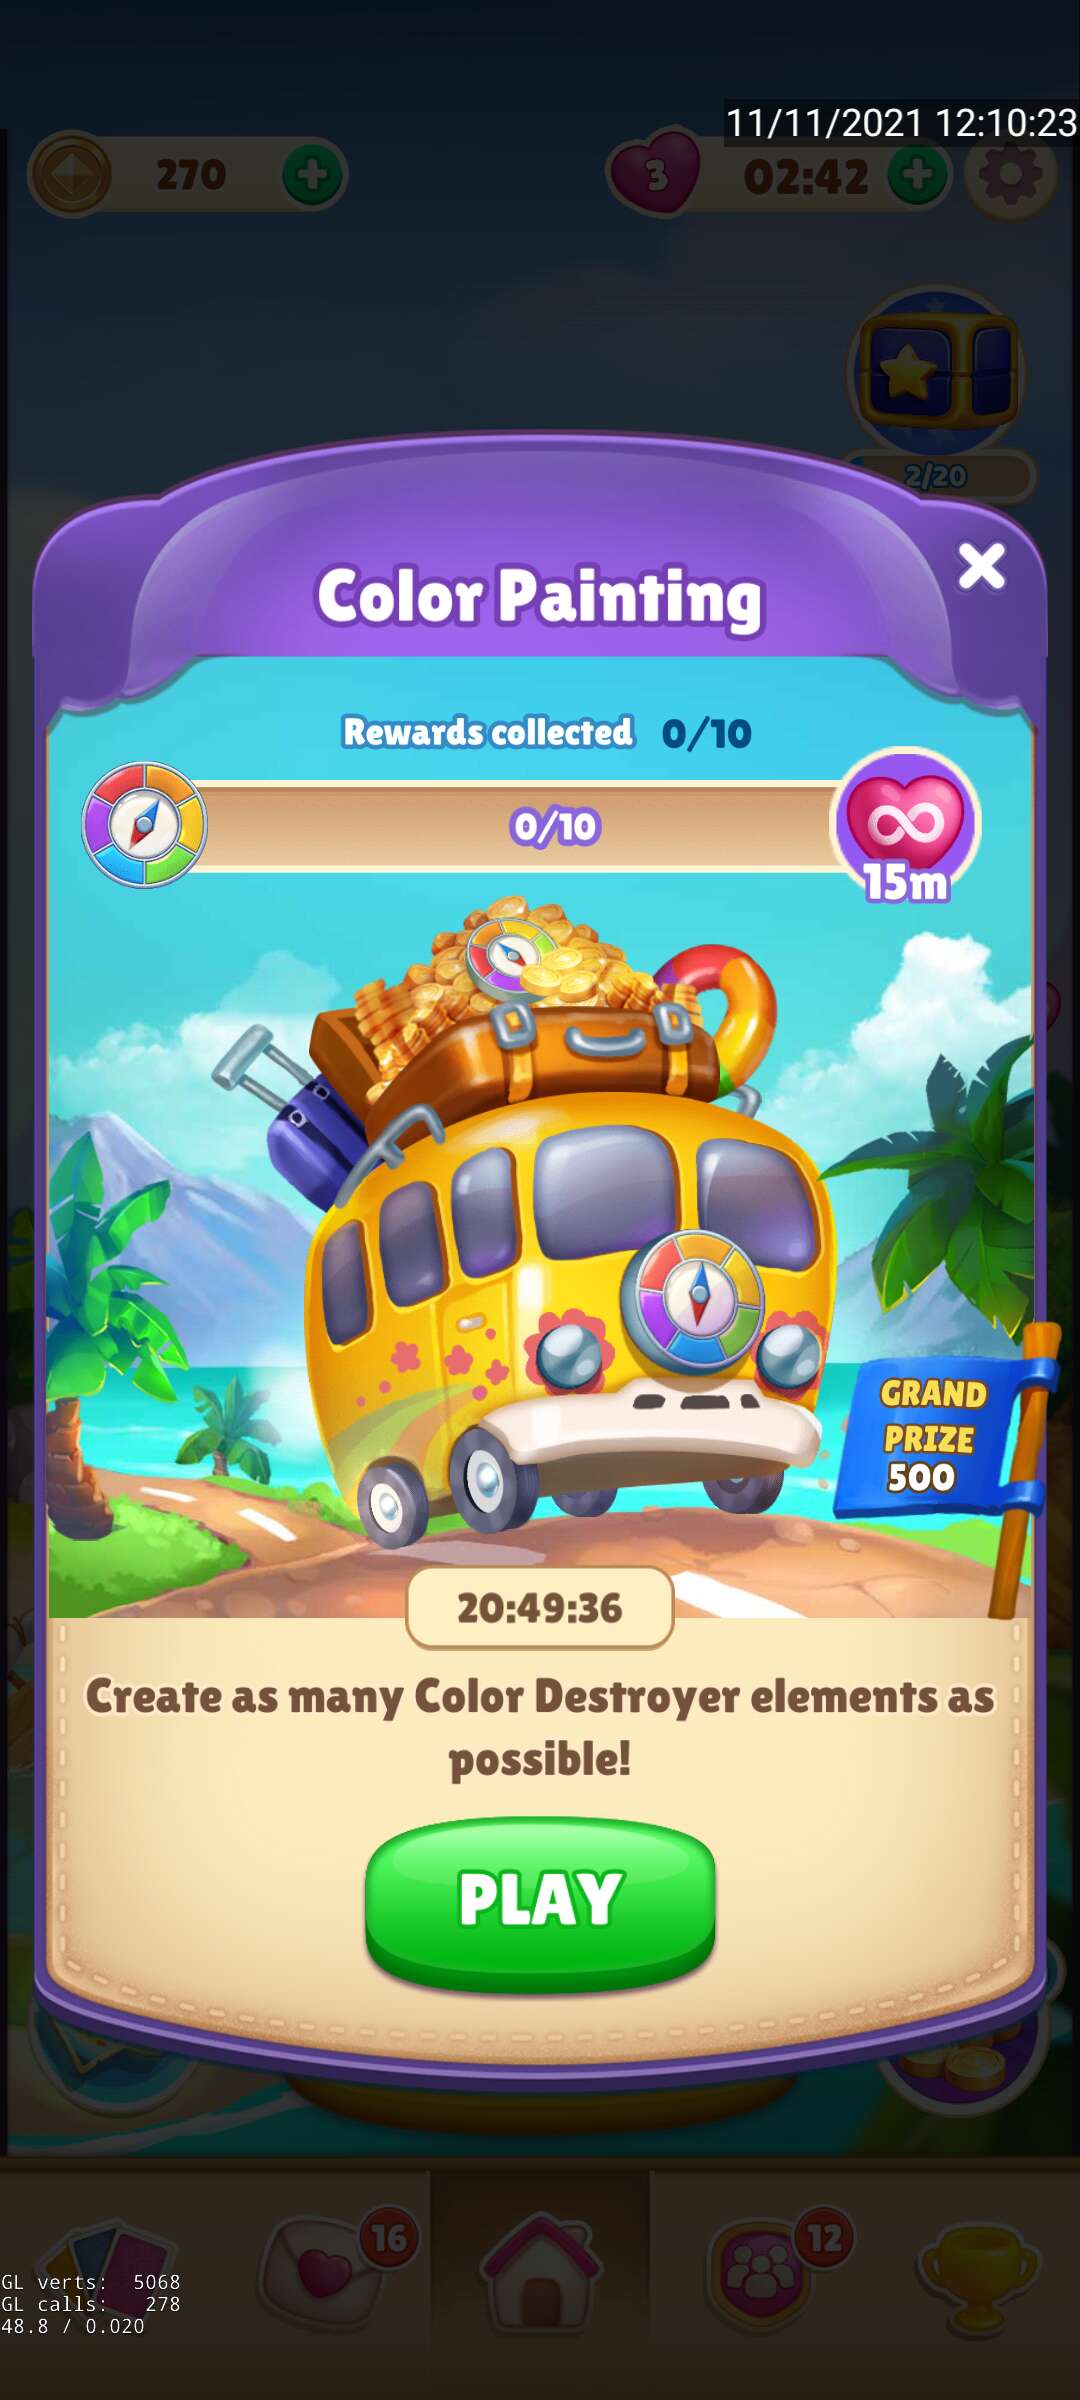 11/11/2021 12:10:23
270
3
02:42
2/20
Color Painting
Rewards collected 0/10
0/10
15m
GRAND
PRIZE
500
20:49:36
Create as many Color Destroyer elements as
possible!
PLAY
16
12
GL verts: 5068
GL calls: 278
48.8 / 0.020